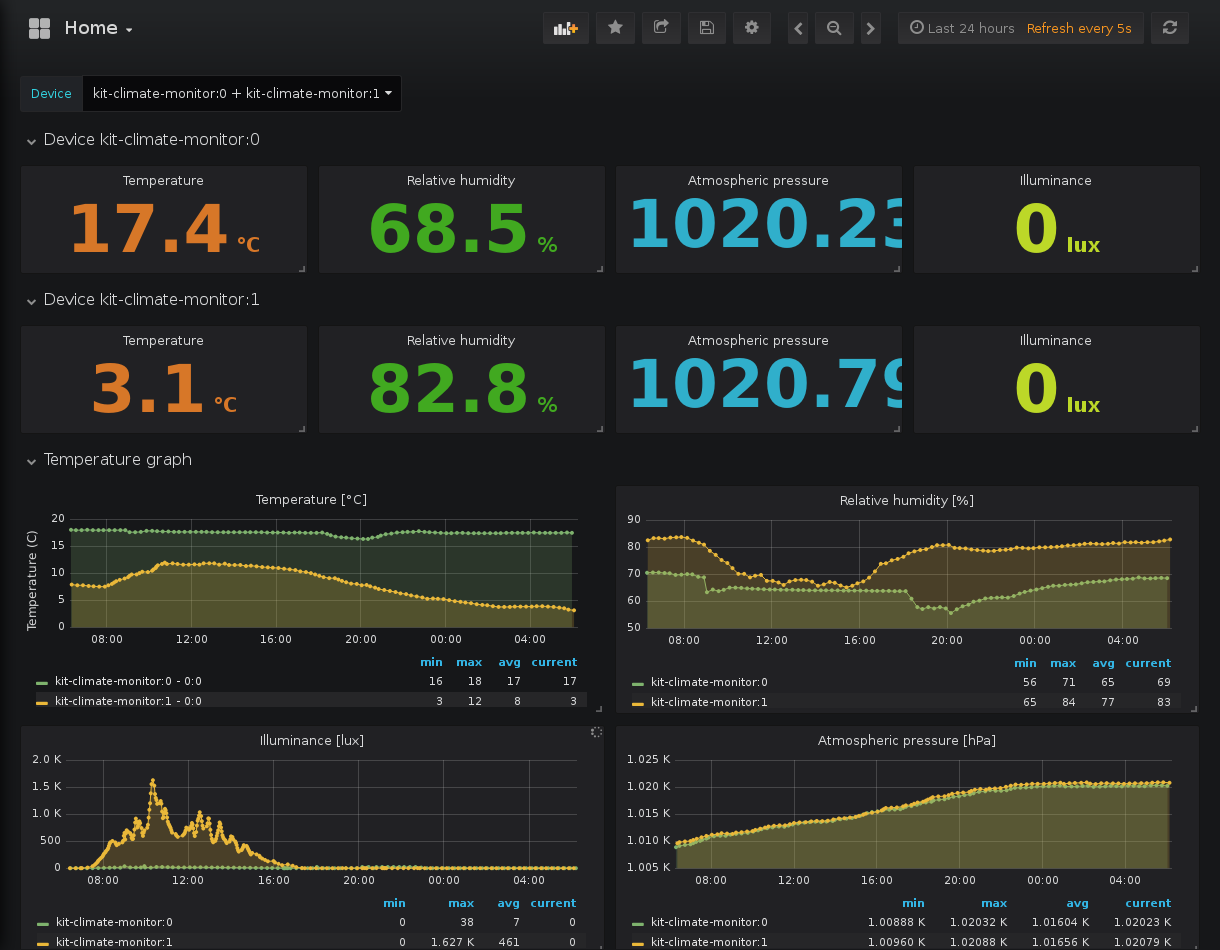 Home
Last 24 hours Refresh every 5s
Device kit-climate-monitor:0 + kit-climate-monitor:1
Device kit-climate-monitor:0
Temperature Relative humidity Atmospheric pressure Illuminance
17.4 °C 68.5 % 1020.23 0 lux
Device kit-climate-monitor:1
Temperature Relative humidity Atmospheric pressure Illuminance
3.1 °C 82.8 % 1020.79 0 lux
Temperature graph
Temperature [°C]
Temperature (C)
20
15
10
5
0
08:00 12:00 16:00 20:00 00:00 04:00
min max avg current
kit-climate-monitor:0 - 0:0 16 18 17 17
kit-climate-monitor:1 - 0:0 3 12 8 3
Relative humidity [%]
90
80
70
60
50
08:00 12:00 16:00 20:00 00:00 04:00
min max avg current
kit-climate-monitor:0 56 71 65 69
kit-climate-monitor:1 65 84 77 83
Illuminance [lux]
2.0 K
1.5 K
1.0 K
500
0
08:00 12:00 16:00 20:00 00:00 04:00
min max avg current
kit-climate-monitor:0 0 38 7 0
kit-climate-monitor:1 0 1.627 K 461 0
Atmospheric pressure [hPa]
1.025 K
1.020 K
1.015 K
1.010 K
1.005 K
08:00 12:00 16:00 20:00 00:00 04:00
min max avg current
kit-climate-monitor:0 1.00888 K 1.02032 K 1.01604 K 1.02023 K
kit-climate-monitor:1 1.00960 K 1.02088 K 1.01656 K 1.02079 K